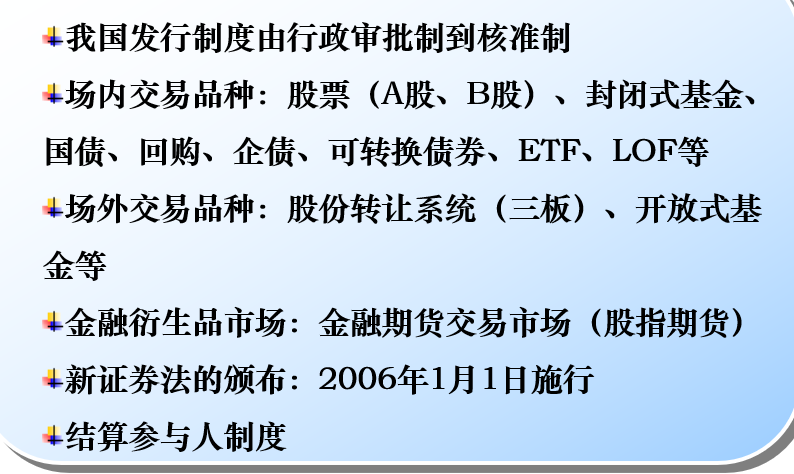 我国发行制度由行政审批制到核准制
场内交易品种：股票（A股、B股）、封闭式基金、
国债、回购、企债、可转换债券、ETF、LOF等
场外交易品种：股份转让系统（三板）、开放式基
金等
金融衍生品市场：金融期货交易市场（股指期货）
新证券法的颁布：2006年1月1日施行
结算参与人制度